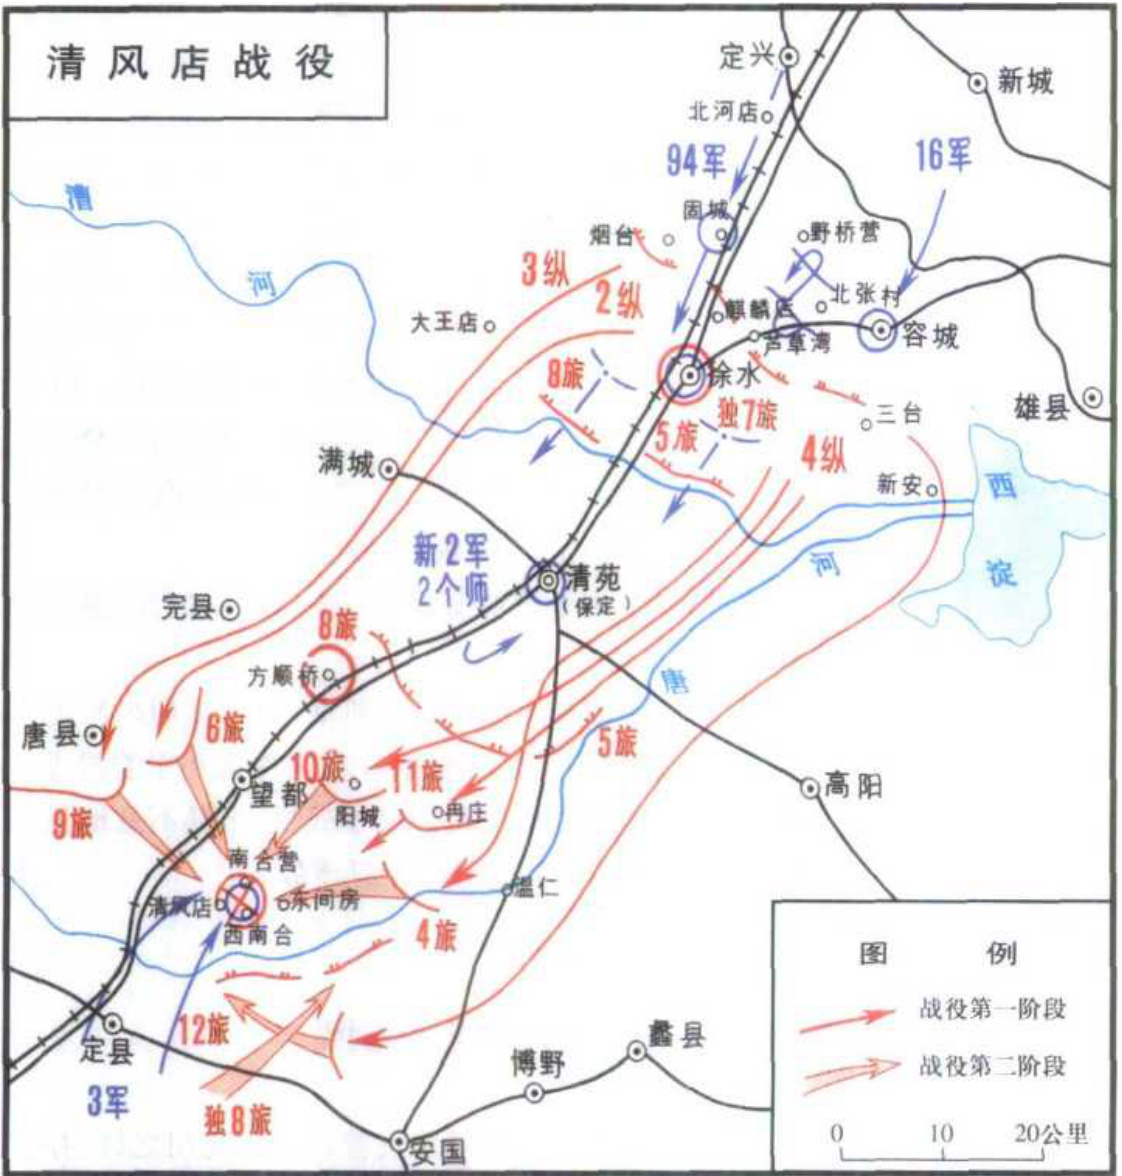 清风店战役
定兴
新城
北河店
94军
16军
漕
固城
烟台
野桥营
3纵
河
2纵
北张村
麒麟店
大王店
容城
芦草湾
8旅
徐水
雄县
独7旅
三台
5旅
4纵
满城
新安
西
新2军
2个师
清苑
(保定)
河
淀
完县
8旅
方顺桥
唐
唐县
6旅
5旅
10旅
11旅
望都
高阳
阳城
冉庄
9旅
南合营
温仁
清风店
东间房
西南合
4旅
图例
战役第一阶段
12旅
定县
蠡县
战役第二阶段
博野
3军
独8旅
安国
0 10 20公里